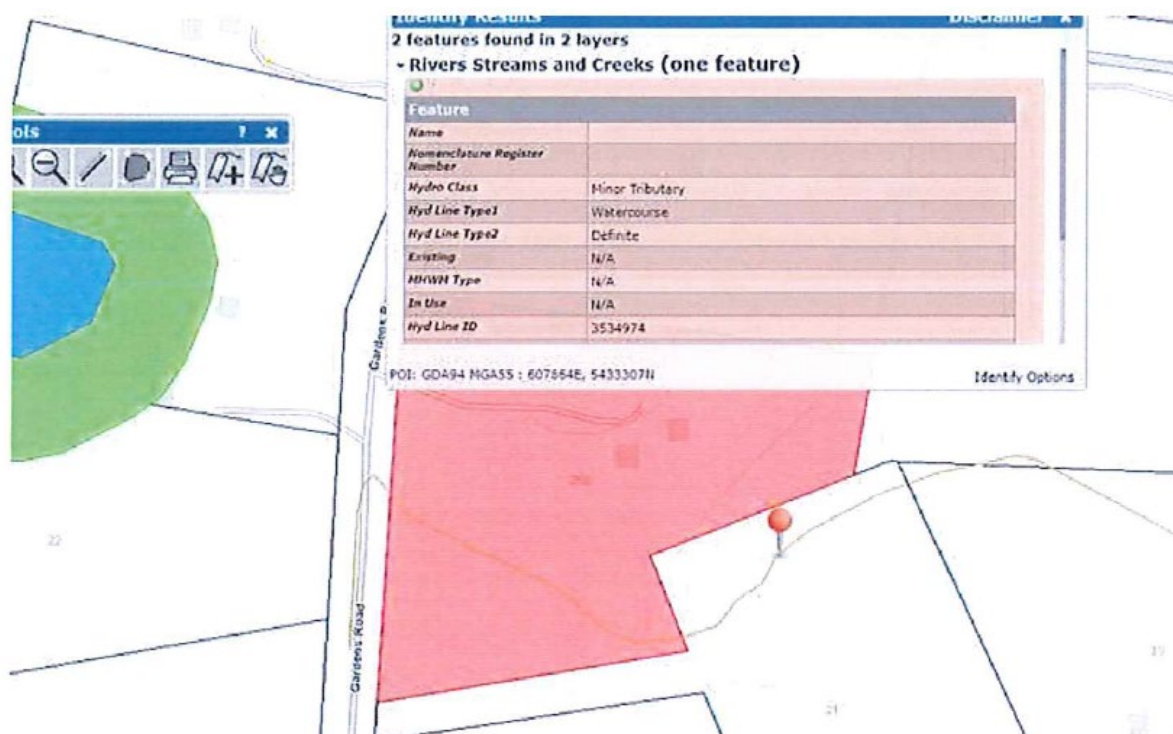 Identify Results Disclaimer x
2 features found in 2 layers
Rivers Streams and Creeks (one feature)
Feature
Name
Nomenclature Register
Number
Hydro Class Minor Tributary
Hyd Line Type1 Watercourse
Hyd Line Type2 Definite
Existing N/A
MHWM Type N/A
In Use N/A
Hyd Line ID 3534974
POI: GDA94 MGA55 : 607864E, 5433307N Identify Options
ols ? x
Gardens
22
Gardens Road
21
19